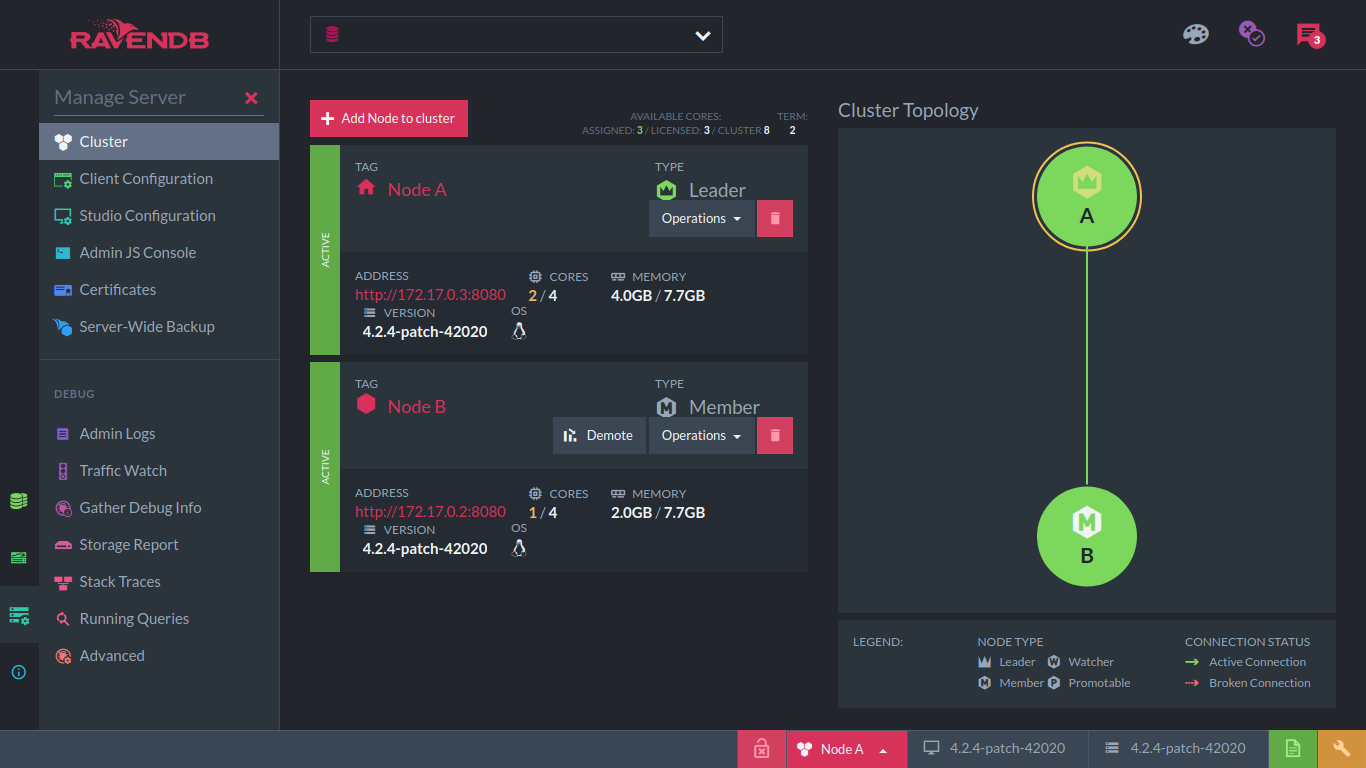 RAVENDB
3
Manage Server
Cluster
Client Configuration
Studio Configuration
Admin JS Console
Certificates
Server-Wide Backup
DEBUG
Admin Logs
Traffic Watch
Gather Debug Info
Storage Report
Stack Traces
Running Queries
Advanced
Add Node to cluster
AVAILABLE CORES: TERM:
ASSIGNED: 3 / LICENSED: 3 / CLUSTER 8 2
ACTIVE
TAG TYPE
Node A Leader
Operations
ADDRESS CORES MEMORY
http://172.17.0.3:8080 2 / 4 4.0GB / 7.7GB
VERSION OS
4.2.4-patch-42020
ACTIVE
TAG TYPE
Node B Member
Demote Operations
ADDRESS CORES MEMORY
http://172.17.0.2:8080 1 / 4 2.0GB / 7.7GB
VERSION OS
4.2.4-patch-42020
Cluster Topology
A
M
B
LEGEND: NODE TYPE CONNECTION STATUS
Leader W Watcher Active Connection
M Member P Promotable Broken Connection
Node A 4.2.4-patch-42020 4.2.4-patch-42020